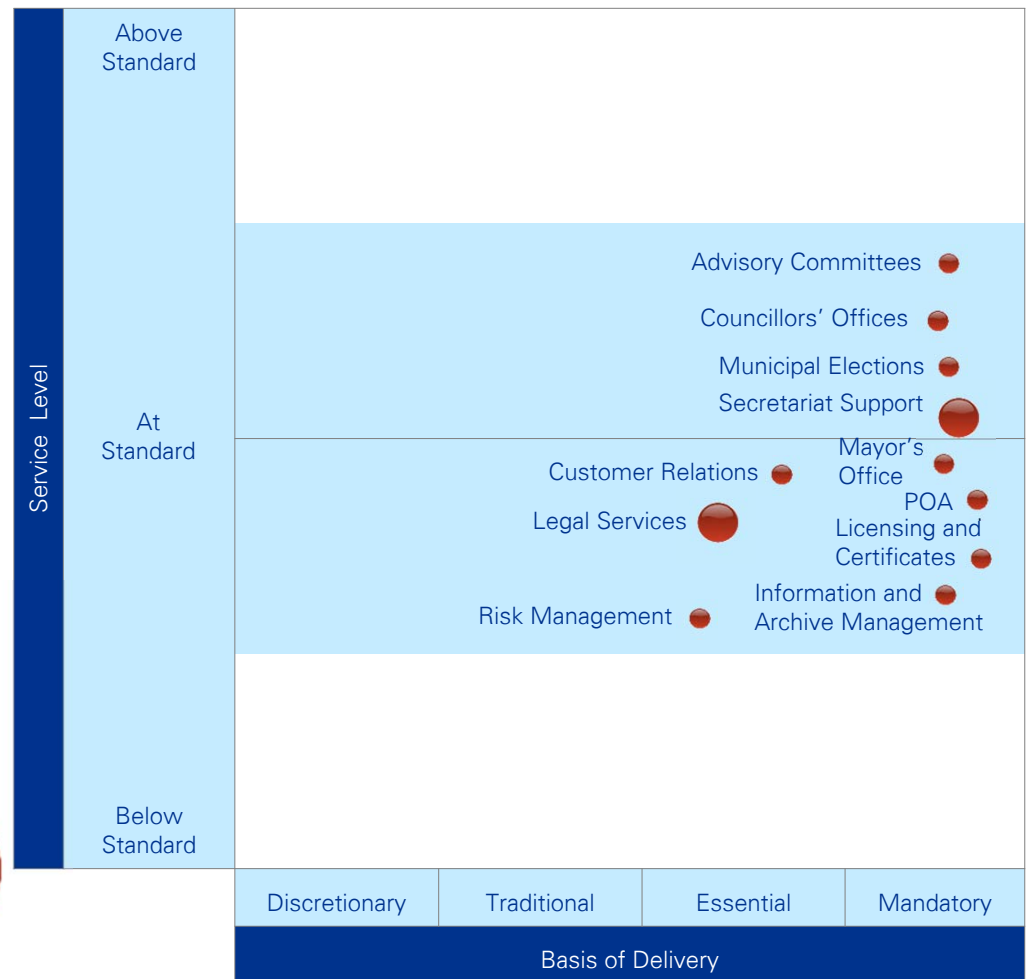 Above
Standard
Advisory Committees
Councillors’ Offices
Municipal Elections
Secretariat Support
Service Level
At
Standard
Mayor’s
Office
Customer Relations
POA
Legal Services
Licensing and
Certificates
Information and
Archive Management
Risk Management
Below
Standard
Discretionary
Traditional
Essential
Mandatory
Basis of Delivery